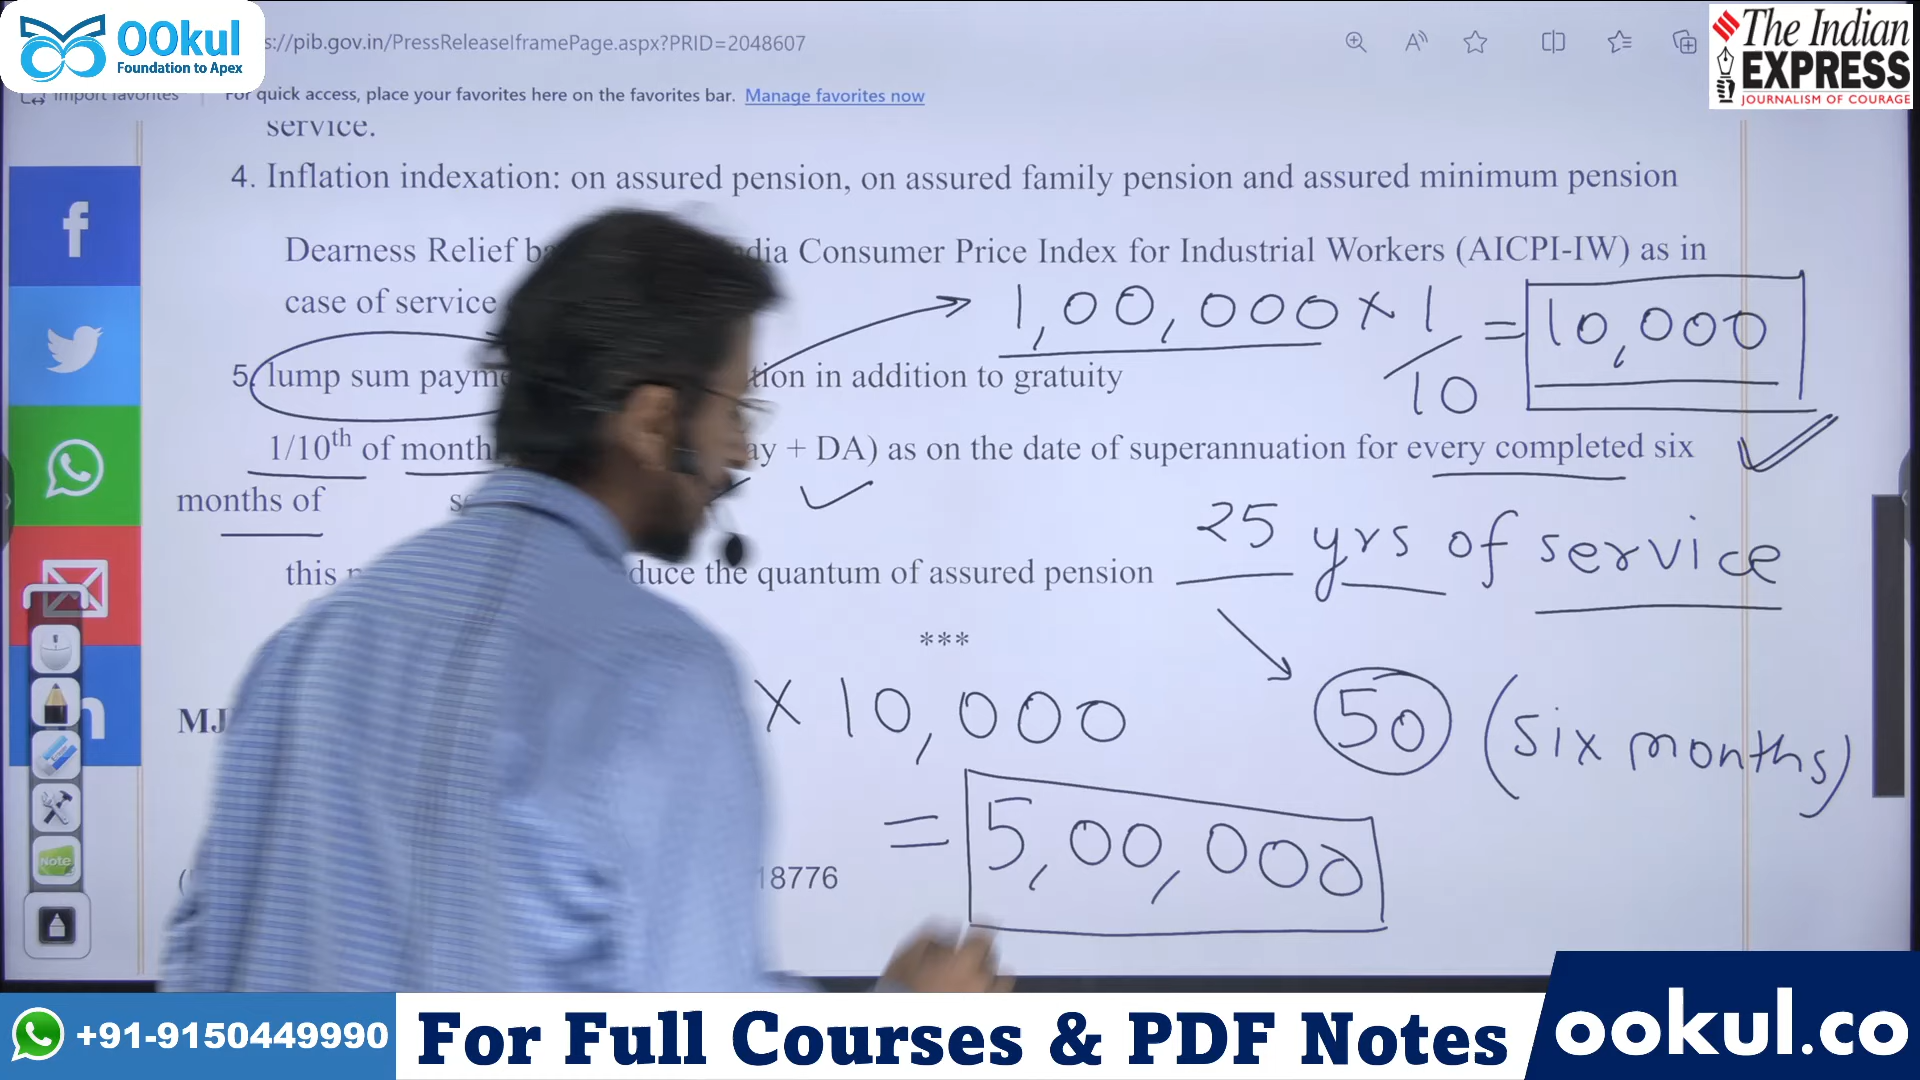 OOkul
Foundation to Apex
s://pib.gov.in/PressReleaseIframePage.aspx?PRID=2048607
The Indian
EXPRESS
JOURNALISM OF COURAGE
Import favorites
For quick access, place your favorites here on the favorites bar. Manage favorites now
service.
4. Inflation indexation: on assured pension, on assured family pension and assured minimum pension
Dearness Relief Consumer Price Index for Industrial Workers (AICPI-IW) as in
case of service
1,00,000 × 1/10 = 10,000
5. lump sum in addition to gratuity
1/10th of + DA) as on the date of superannuation for every completed six
months of
25 yrs of service
this the quantum of assured pension
***
50 (six months)
× 10,000
= 5,00,000
18776
Note
+91-9150449990
For Full Courses & PDF Notes
ookul.co